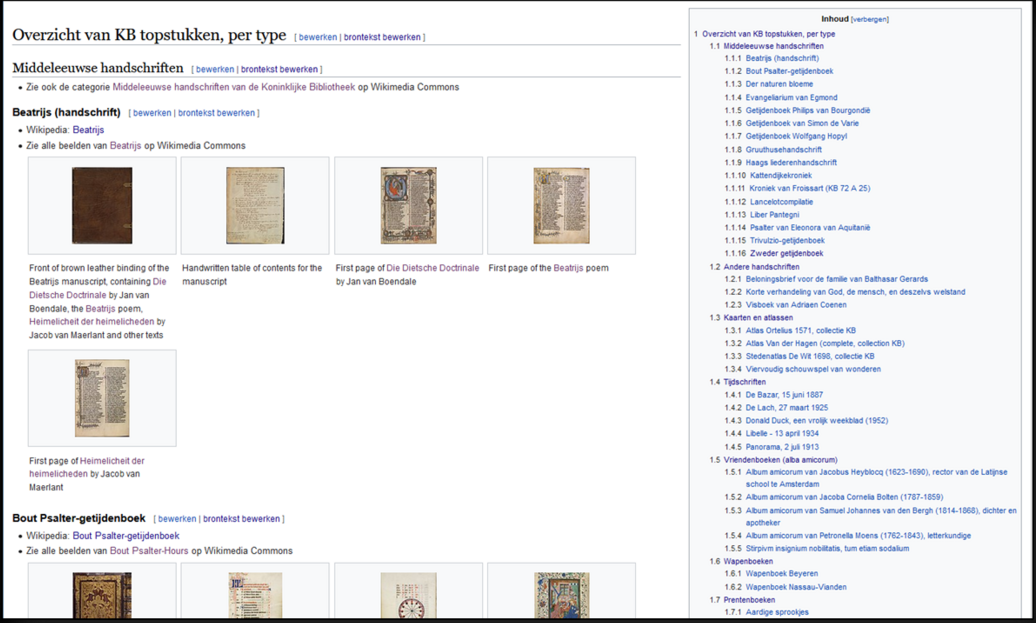 Overzicht van KB topstukken, per type [ bewerken | brontekst bewerken ]
Middeleeuwse handschriften [ bewerken | brontekst bewerken ]
• Zie ook de categorie Middeleeuwse handschriften van de Koninklijke Bibliotheek op Wikimedia Commons
Beatrijs (handschrift) [ bewerken | brontekst bewerken ]
• Wikipedia: Beatrijs
• Zie alle beelden van Beatrijs op Wikimedia Commons
Front of brown leather binding of the
Beatrijs manuscript, containing Die
Dietsche Doctrinale by Jan van
Boendale, the Beatrijs poem,
Heimelicheit der heimelicheden by
Jacob van Maerlant and other texts
Handwritten table of contents for the
manuscript
First page of Die Dietsche Doctrinale
by Jan van Boendale
First page of the Beatrijs poem
First page of Heimelicheit der
heimelicheden by Jacob van
Maerlant
Bout Psalter-getijdenboek [ bewerken | brontekst bewerken ]
• Wikipedia: Bout Psalter-getijdenboek
• Zie alle beelden van Bout Psalter-Hours op Wikimedia Commons
Inhoud [verbergen]
1 Overzicht van KB topstukken, per type
1.1 Middeleeuwse handschriften
1.1.1 Beatrijs (handschrift)
1.1.2 Bout Psalter-getijdenboek
1.1.3 Der naturen bloeme
1.1.4 Evangeliarium van Egmond
1.1.5 Getijdenboek Philips van Bourgondië
1.1.6 Getijdenboek van Simon de Varie
1.1.7 Getijdenboek Wolfgang Hopyl
1.1.8 Gruuthusehandschrift
1.1.9 Haags liederenhandschrift
1.1.10 Kattendijkekroniek
1.1.11 Kroniek van Froissart (KB 72 A 25)
1.1.12 Lancelotcompilatie
1.1.13 Liber Pantegni
1.1.14 Psalter van Eleonora van Aquitanië
1.1.15 Trivulzio-getijdenboek
1.1.16 Zweder getijdenboek
1.2 Andere handschriften
1.2.1 Beloningsbrief voor de familie van Balthasar Gerards
1.2.2 Korte verhandeling van God, de mensch, en deszelvs welstand
1.2.3 Visboek van Adriaen Coenen
1.3 Kaarten en atlassen
1.3.1 Atlas Ortelius 1571, collectie KB
1.3.2 Atlas Van der Hagen (complete, collection KB)
1.3.3 Stedenatlas De Wit 1698, collectie KB
1.3.4 Viervoudig schouwspel van wonderen
1.4 Tijdschriften
1.4.1 De Bazar, 15 juni 1887
1.4.2 De Lach, 27 maart 1925
1.4.3 Donald Duck, een vrolijk weekblad (1952)
1.4.4 Libelle - 13 april 1934
1.4.5 Panorama, 2 juli 1913
1.5 Vriendenboeken (alba amicorum)
1.5.1 Album amicorum van Jacobus Heyblocq (1623-1690), rector van de Latijnse
school te Amsterdam
1.5.2 Album amicorum van Jacoba Cornelia Bolten (1787-1859)
1.5.3 Album amicorum van Samuel Johannes van den Bergh (1814-1868), dichter en
apotheker
1.5.4 Album amicorum van Petronella Moens (1762-1843), letterkundige
1.5.5 Stirpivm insignium nobilitatis, tum etiam sodalium
1.6 Wapenboeken
1.6.1 Wapenboek Beyeren
1.6.2 Wapenboek Nassau-Vianden
1.7 Prentenboeken
1.7.1 Aardige sprookjes